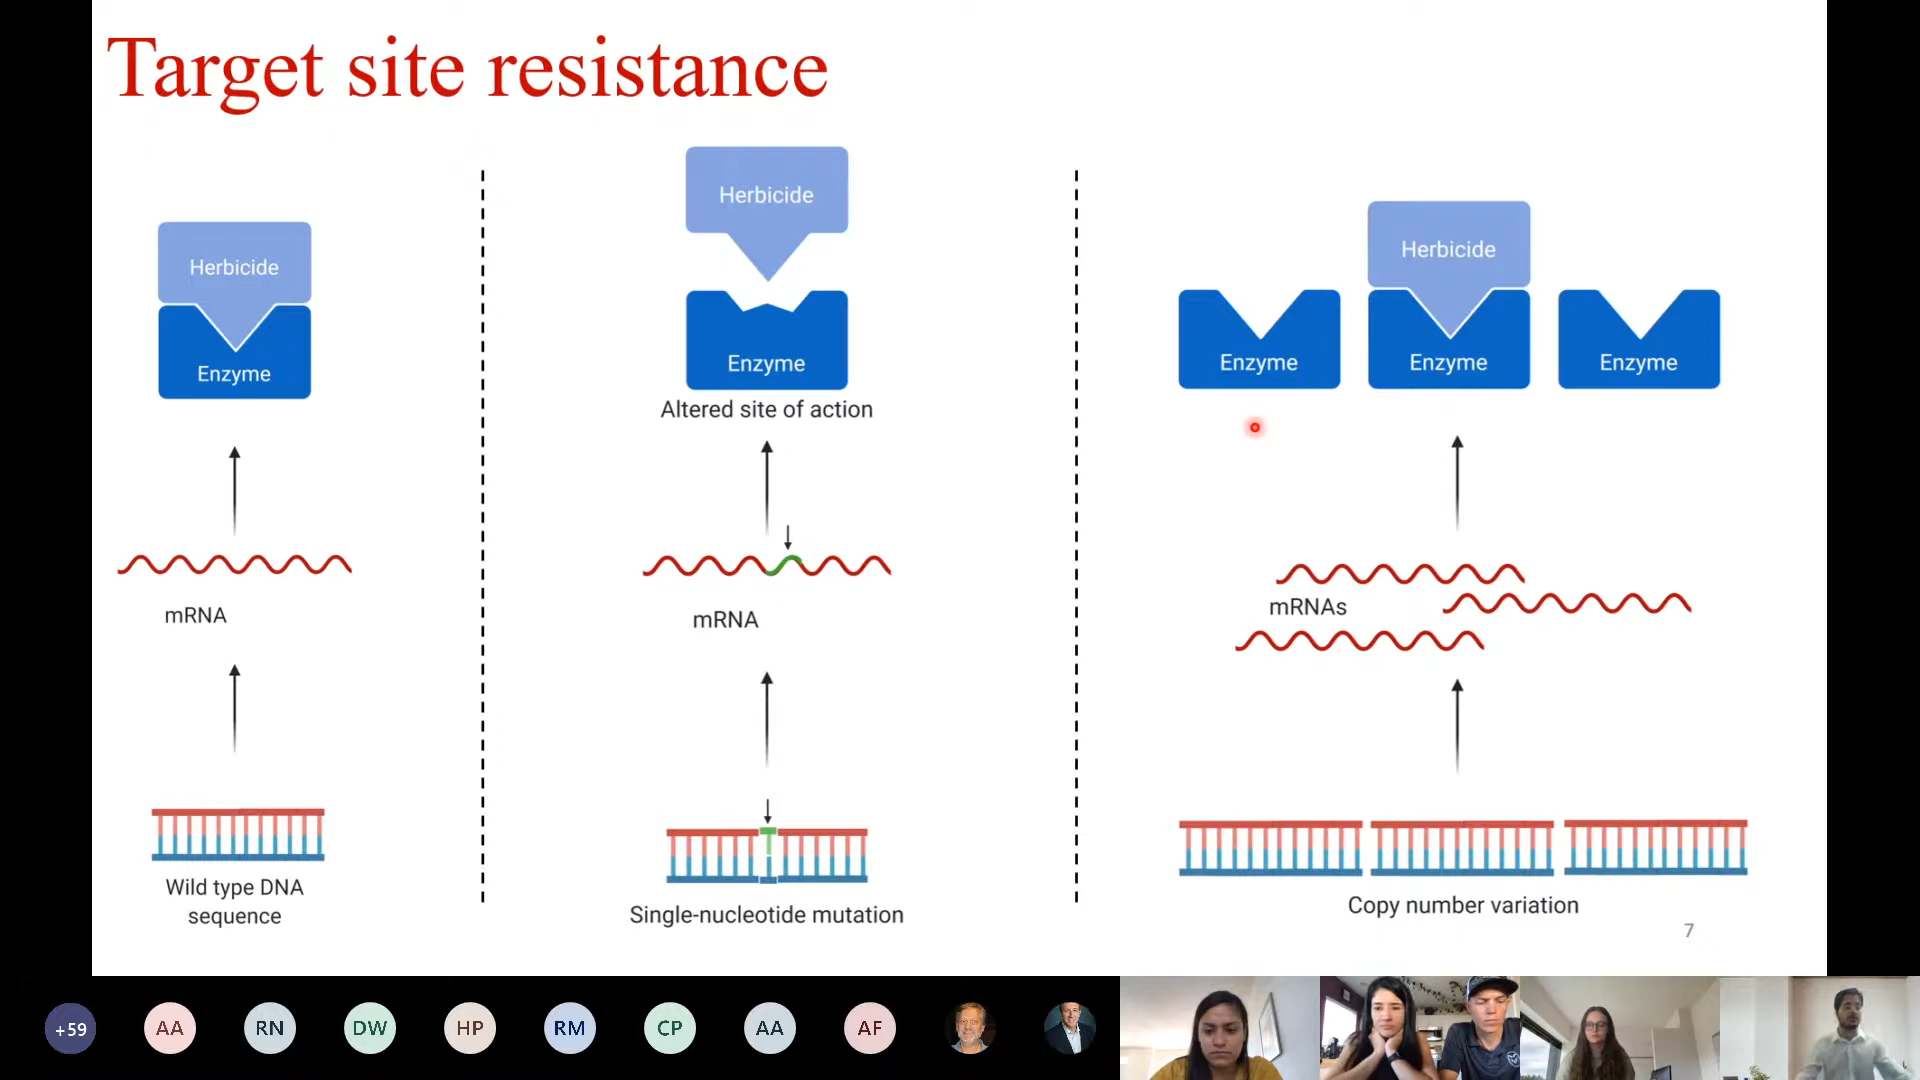 Target site resistance
Herbicide
Enzyme
mRNA
Wild type DNA
sequence
Herbicide
Enzyme
Altered site of action
mRNA
Single-nucleotide mutation
Herbicide
Enzyme
Enzyme
Enzyme
mRNAs
Copy number variation
7
+59
AA
RN
DW
HP
RM
CP
AA
AF